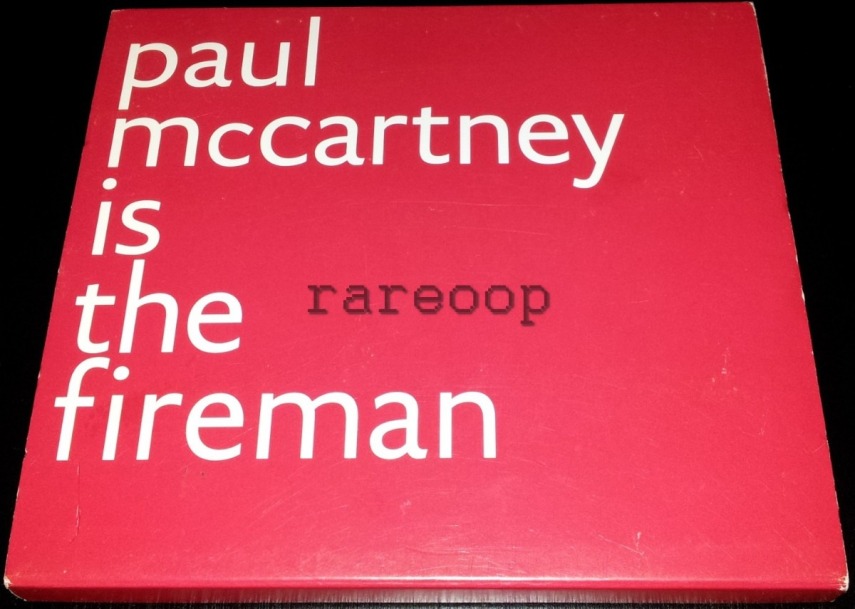 paul
mccartney
is
the
rareoop
fireman